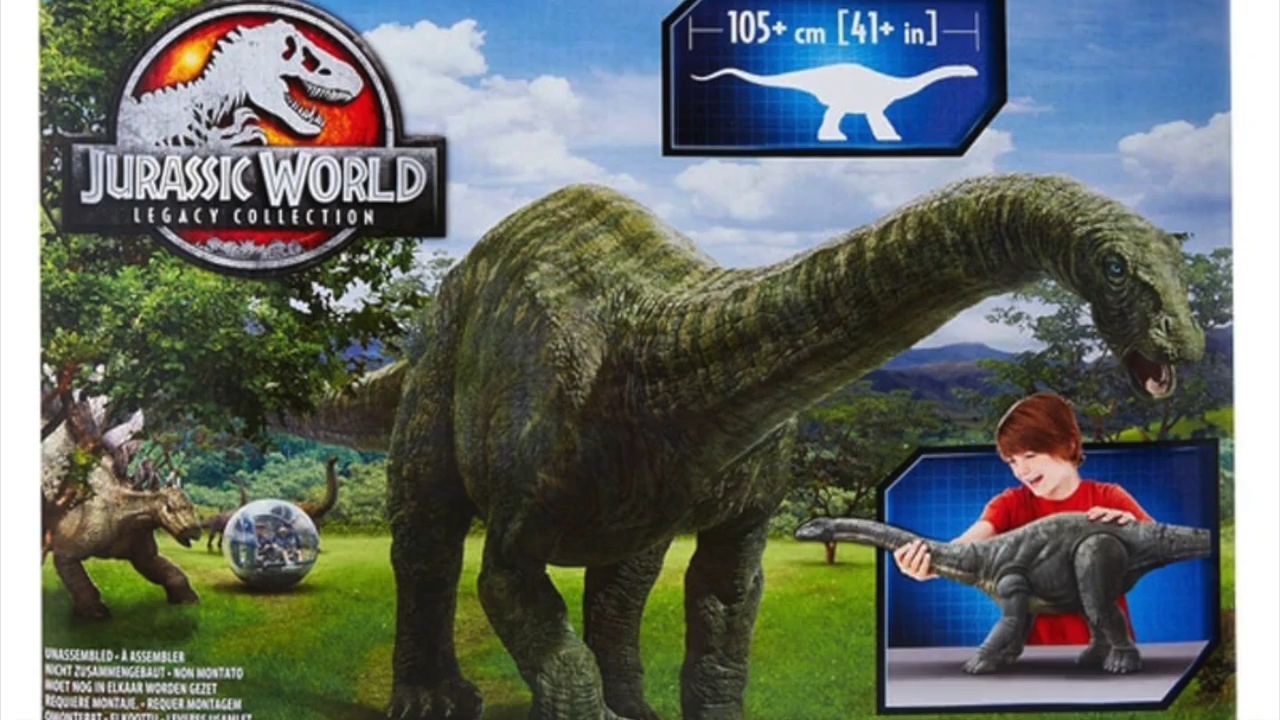 JURASSIC WORLD
LEGACY COLLECTION
105+ cm [41+ in]
UNASSEMBLED • À ASSEMBLER
NICHT ZUSAMMENGEBAUT • NON MONTATO
MOET NOG IN ELKAAR WORDEN GEZET
REQUIERE MONTAJE. • REQUER MONTAGEM